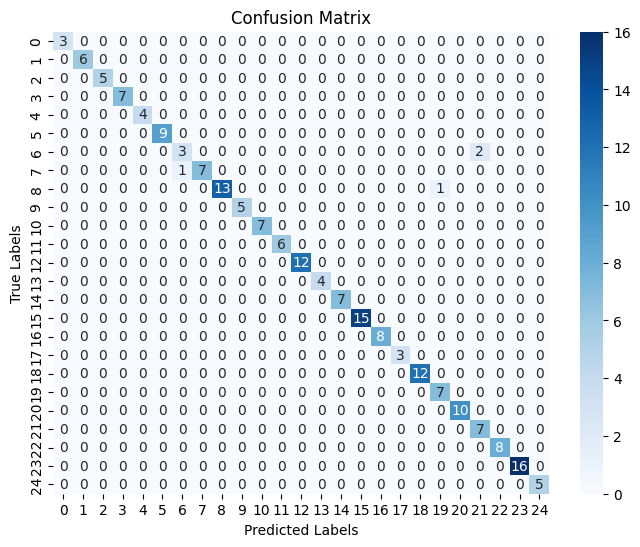 Confusion Matrix
0 3 0 0 0 0 0 0 0 0 0 0 0 0 0 0 0 0 0 0 0 0 0 0 0 0
1 0 6 0 0 0 0 0 0 0 0 0 0 0 0 0 0 0 0 0 0 0 0 0 0 0
2 0 0 5 0 0 0 0 0 0 0 0 0 0 0 0 0 0 0 0 0 0 0 0 0 0
3 0 0 0 7 0 0 0 0 0 0 0 0 0 0 0 0 0 0 0 0 0 0 0 0 0
4 0 0 0 0 4 0 0 0 0 0 0 0 0 0 0 0 0 0 0 0 0 0 0 0 0
5 0 0 0 0 0 9 0 0 0 0 0 0 0 0 0 0 0 0 0 0 0 0 0 0 0
6 0 0 0 0 0 0 3 0 0 0 0 0 0 0 0 0 0 0 0 0 0 2 0 0 0
7 0 0 0 0 0 0 1 7 0 0 0 0 0 0 0 0 0 0 0 0 0 0 0 0 0
8 0 0 0 0 0 0 0 0 13 0 0 0 0 0 0 0 0 0 0 1 0 0 0 0 0
9 0 0 0 0 0 0 0 0 0 5 0 0 0 0 0 0 0 0 0 0 0 0 0 0 0
10 0 0 0 0 0 0 0 0 0 0 7 0 0 0 0 0 0 0 0 0 0 0 0 0 0
11 0 0 0 0 0 0 0 0 0 0 0 6 0 0 0 0 0 0 0 0 0 0 0 0 0
12 0 0 0 0 0 0 0 0 0 0 0 0 12 0 0 0 0 0 0 0 0 0 0 0 0
13 0 0 0 0 0 0 0 0 0 0 0 0 0 4 0 0 0 0 0 0 0 0 0 0 0
14 0 0 0 0 0 0 0 0 0 0 0 0 0 0 7 0 0 0 0 0 0 0 0 0 0
15 0 0 0 0 0 0 0 0 0 0 0 0 0 0 0 15 0 0 0 0 0 0 0 0 0
16 0 0 0 0 0 0 0 0 0 0 0 0 0 0 0 0 8 0 0 0 0 0 0 0 0
17 0 0 0 0 0 0 0 0 0 0 0 0 0 0 0 0 0 3 0 0 0 0 0 0 0
18 0 0 0 0 0 0 0 0 0 0 0 0 0 0 0 0 0 0 12 0 0 0 0 0 0
19 0 0 0 0 0 0 0 0 0 0 0 0 0 0 0 0 0 0 0 7 0 0 0 0 0
20 0 0 0 0 0 0 0 0 0 0 0 0 0 0 0 0 0 0 0 0 10 0 0 0 0
21 0 0 0 0 0 0 0 0 0 0 0 0 0 0 0 0 0 0 0 0 0 7 0 0 0
22 0 0 0 0 0 0 0 0 0 0 0 0 0 0 0 0 0 0 0 0 0 0 8 0 0
23 0 0 0 0 0 0 0 0 0 0 0 0 0 0 0 0 0 0 0 0 0 0 0 16 0
24 0 0 0 0 0 0 0 0 0 0 0 0 0 0 0 0 0 0 0 0 0 0 0 0 5
0 1 2 3 4 5 6 7 8 9 10 11 12 13 14 15 16 17 18 19 20 21 22 23 24
Predicted Labels
True Labels
16
14
12
10
8
6
4
2
0